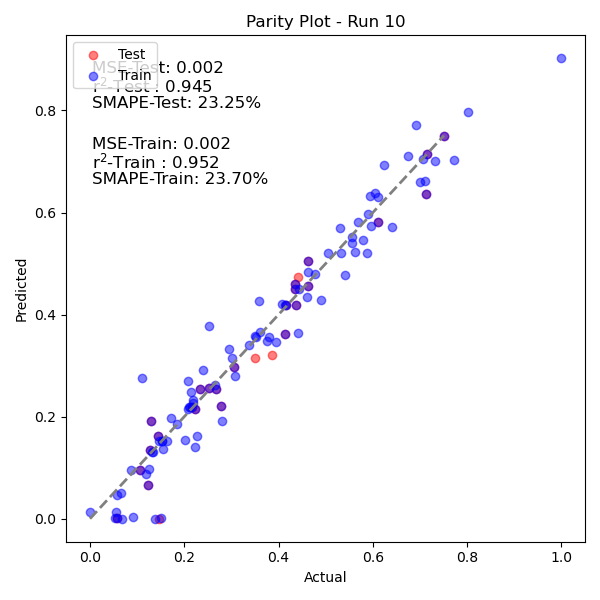 Parity Plot - Run 10
Test
Train
MSE-Test: 0.002
r²-Test : 0.945
SMAPE-Test: 23.25%
MSE-Train: 0.002
r²-Train : 0.952
SMAPE-Train: 23.70%
Predicted
0.8
0.6
0.4
0.2
0.0
0.0 0.2 0.4 0.6 0.8 1.0
Actual